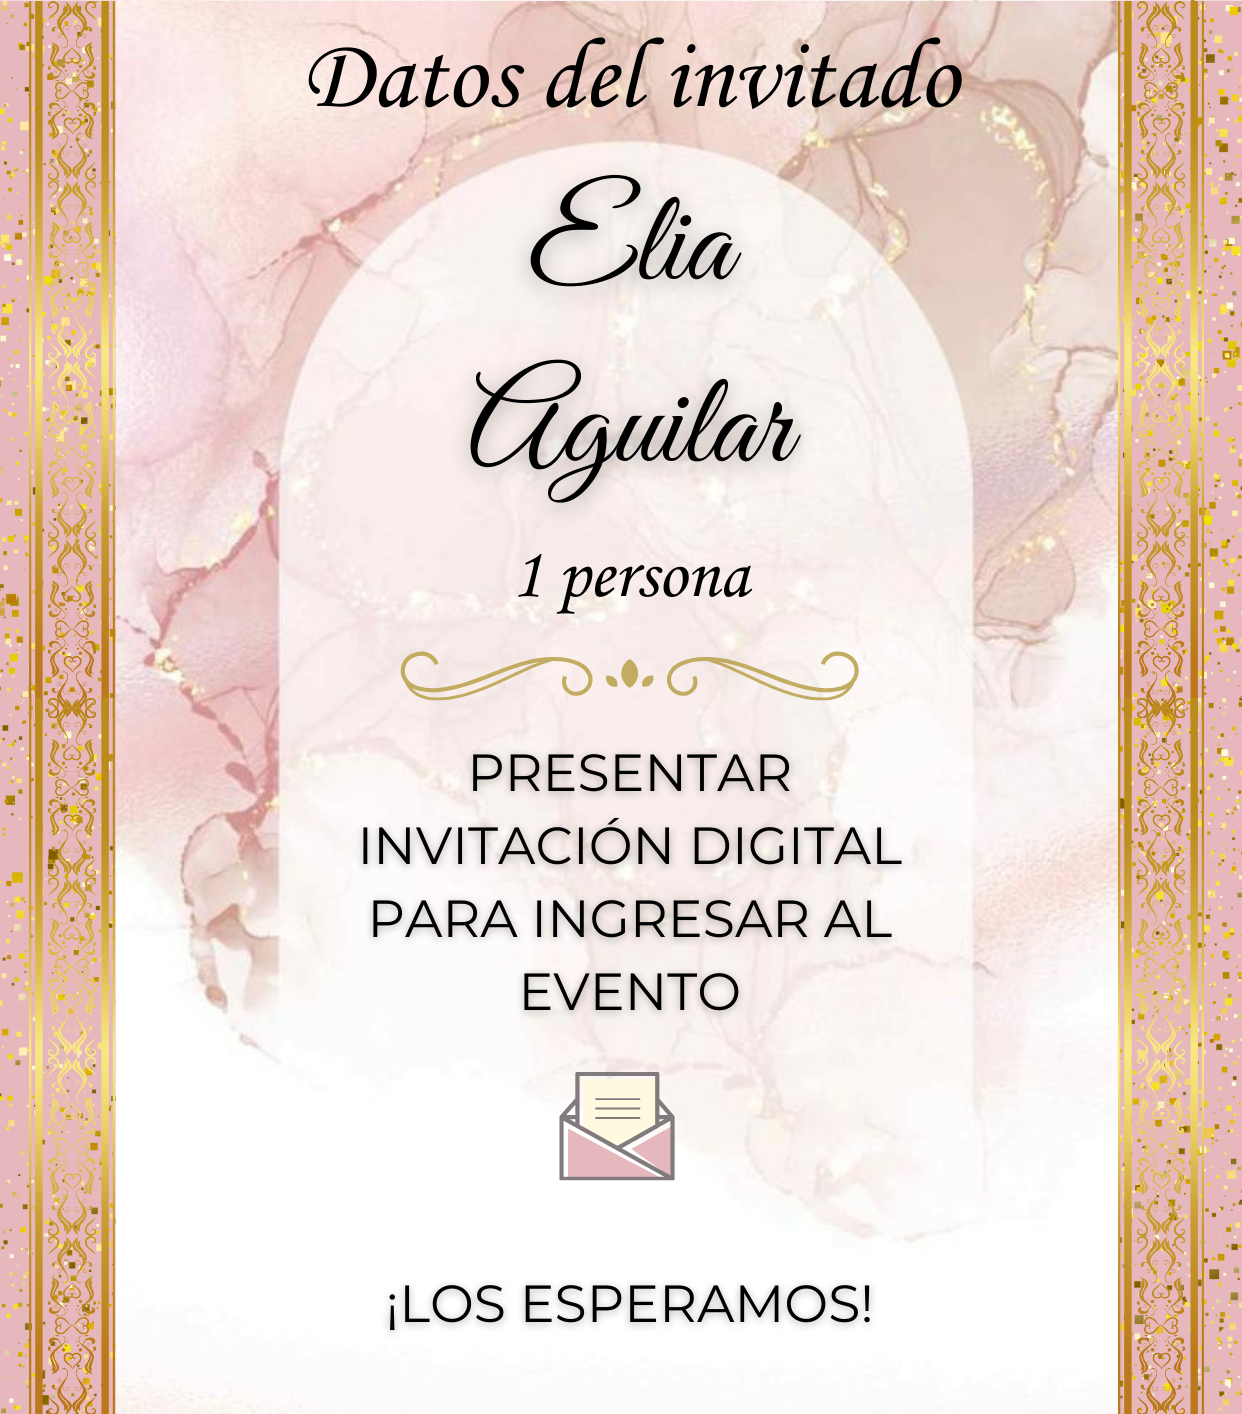 Datos del invitado
Elia
Aguilar
1 persona
PRESENTAR
INVITACIÓN DIGITAL
PARA INGRESAR AL
EVENTO
¡LOS ESPERAMOS!